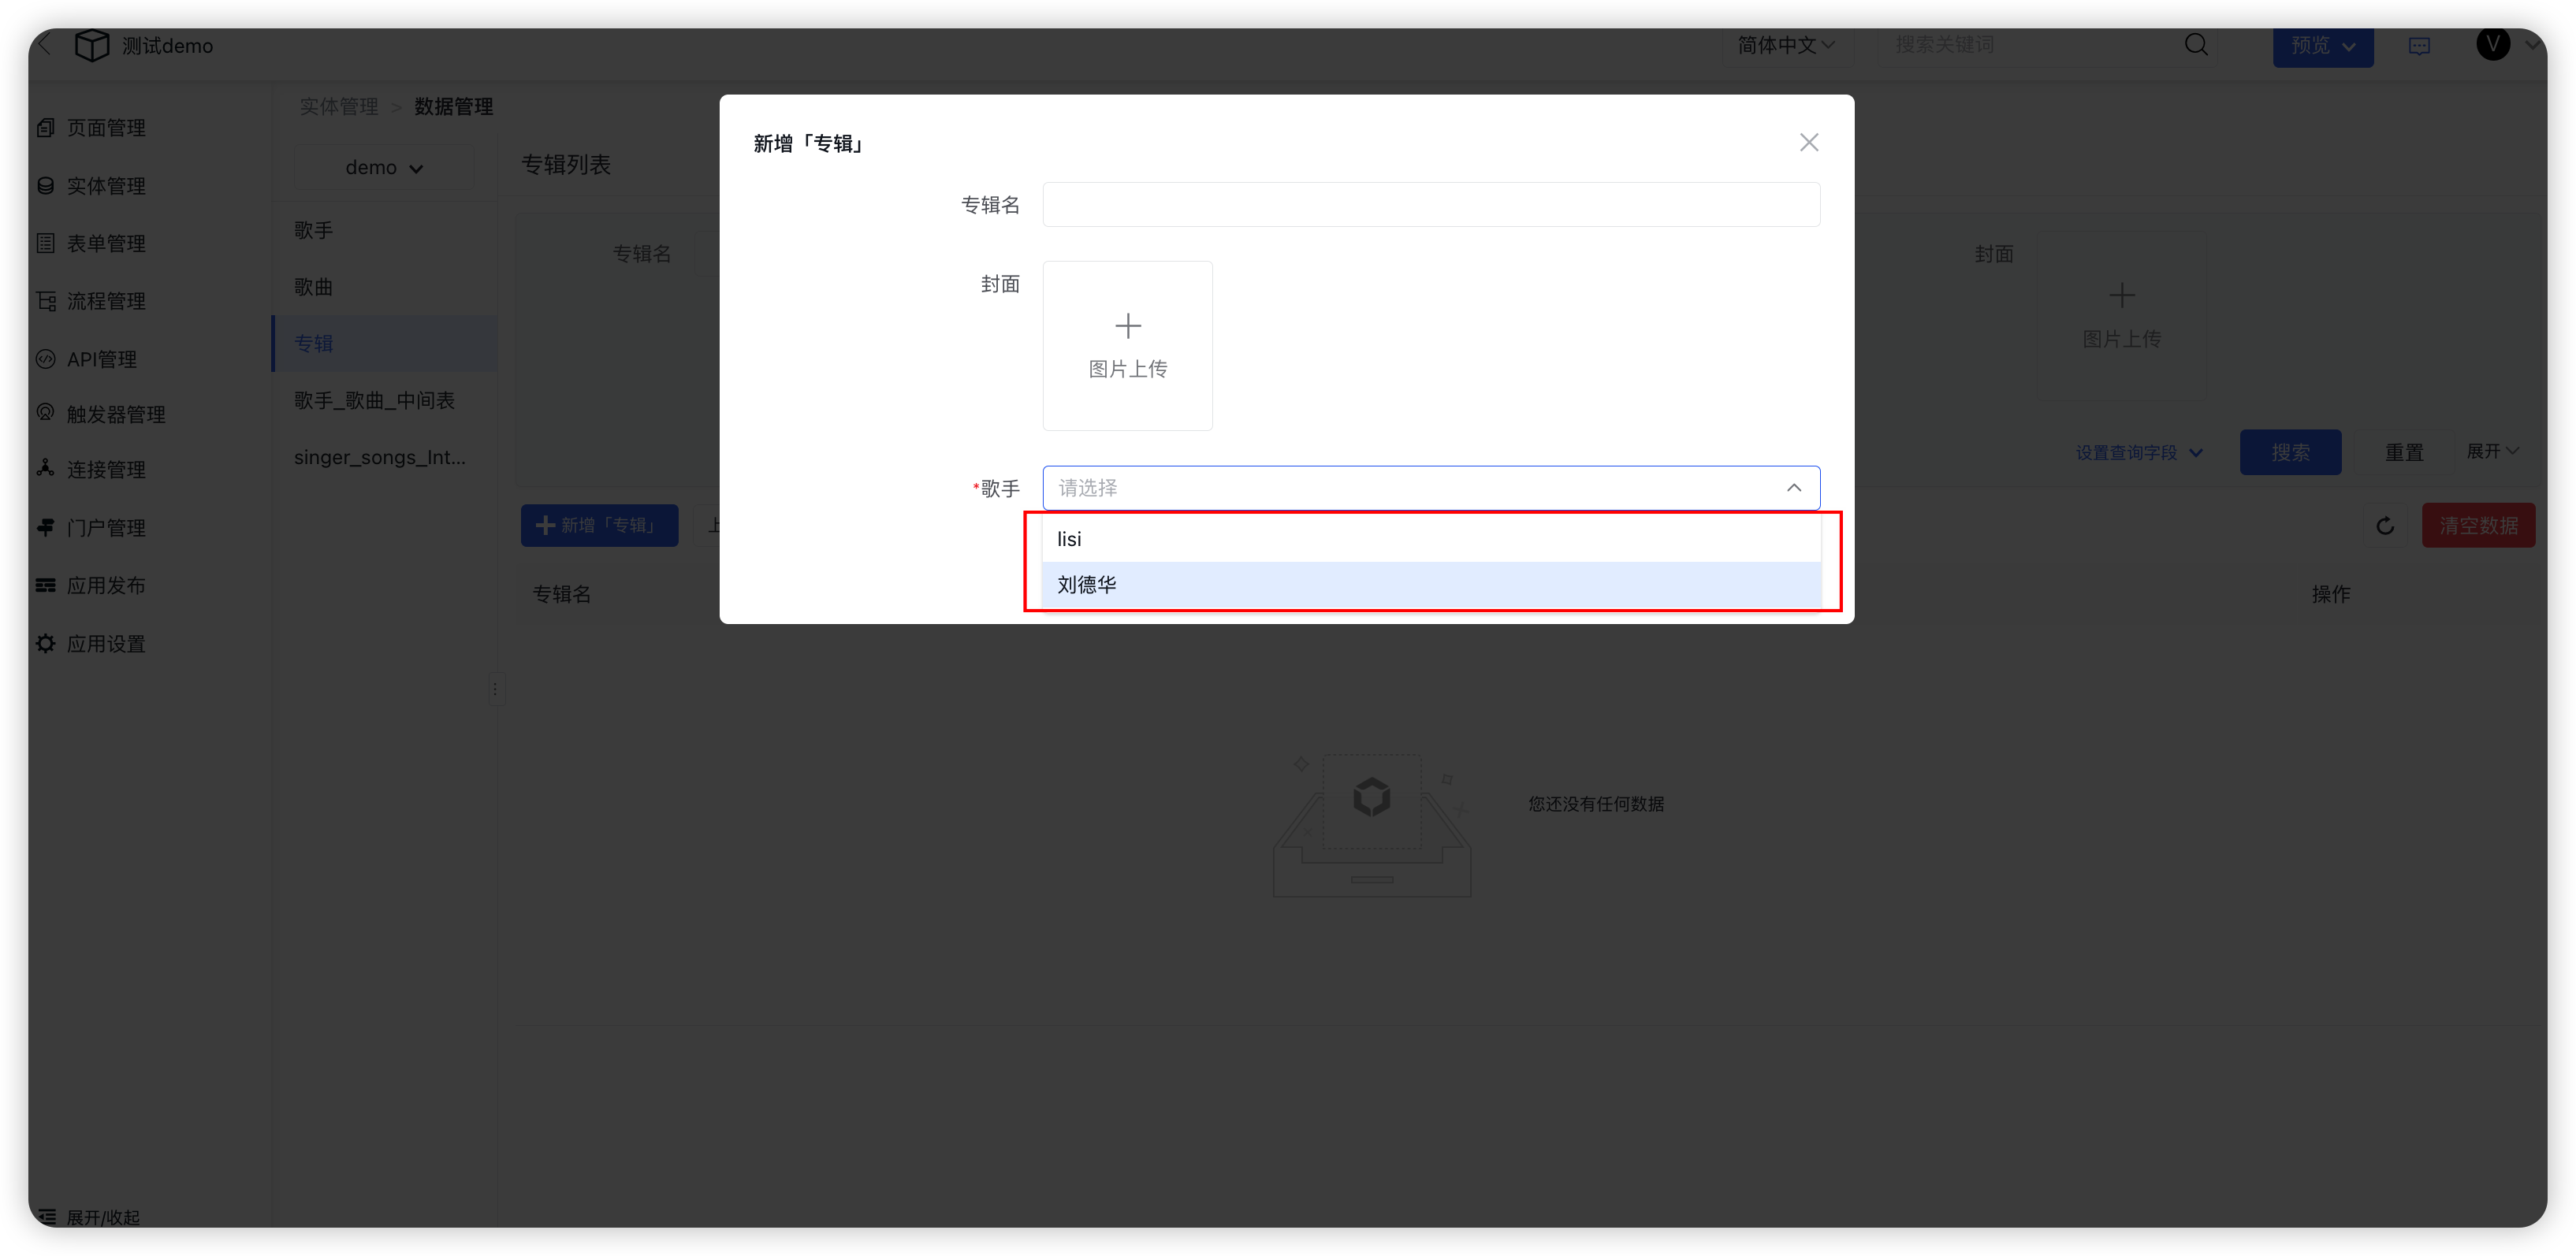 测试demo
简体中文
搜索关键词
预览
V
页面管理
实体管理
表单管理
流程管理
API管理
触发器管理
连接管理
门户管理
应用发布
应用设置
展开/收起
实体管理 > 数据管理
demo
歌手
歌曲
专辑
歌手_歌曲_中间表
singer_songs_Int...
专辑列表
专辑名
封面
图片上传
设置查询字段
搜索
重置
展开
新增「专辑」
上
清空数据
专辑名
操作
您还没有任何数据
新增「专辑」
专辑名
封面
图片上传
*歌手
请选择
lisi
刘德华